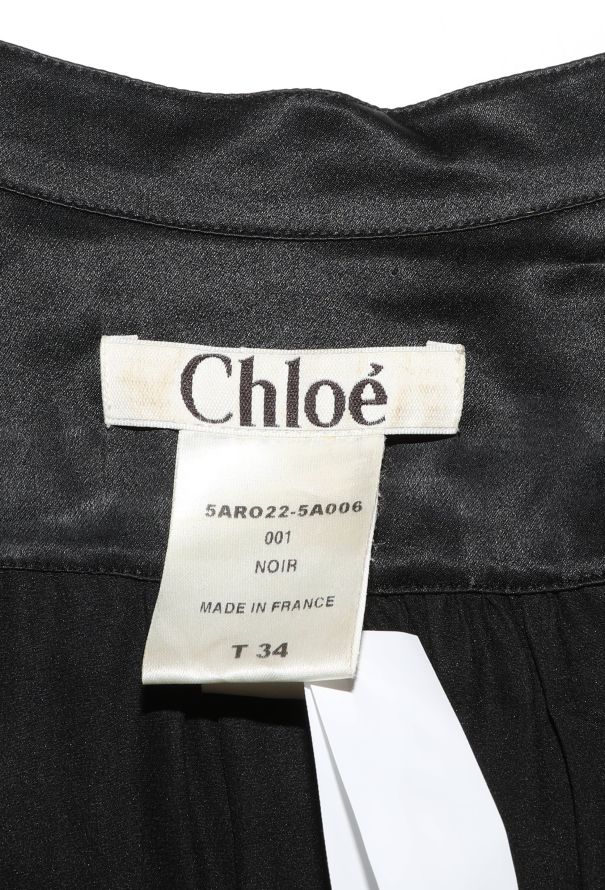 Chloé
5ARO22-5A006
001
NOIR
MADE IN FRANCE
T 34